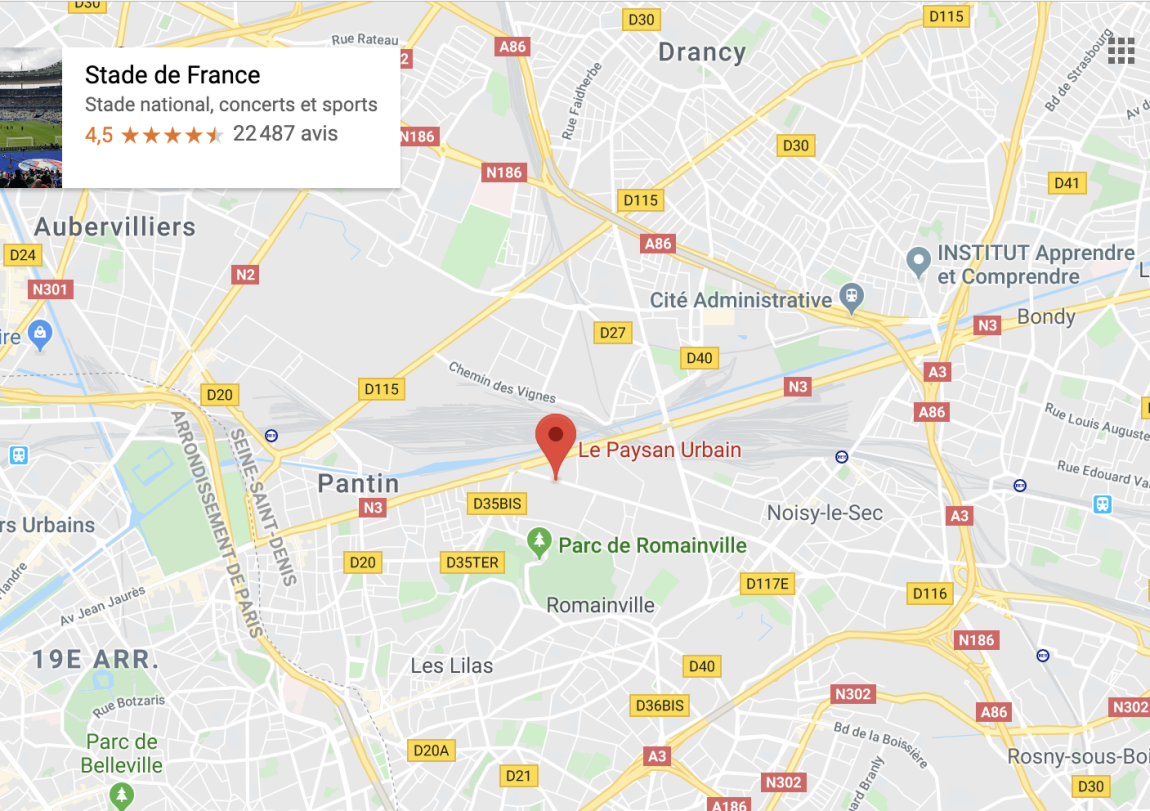 D30
D30
D115
Rue Rateau
A86
Drancy
Bd de Strasbourg
Stade de France
Stade national, concerts et sports
4,5 22 487 avis
2
Rue Faidherbe
Av d
N186
D30
N186
D41
D115
Aubervilliers
A86
D24
INSTITUT Apprendre
et Comprendre
N2
N301
Cité Administrative
L
Bondy
N3
ire
D27
D40
Chemin des Vignes
A3
N3
D115
D20
A86
Rue Louis Auguste
Le Paysan Urbain
ARRONDISSEMENT DE PARIS
SEINE-SAINT-DENIS
Rue Edouard Va
Pantin
N3
D35BIS
Noisy-le-Sec
A3
rs Urbains
Parc de Romainville
D20
D35TER
D117E
D116
Av Jean Jaurès
Romainville
N186
19E ARR.
Les Lilas
D40
N302
Rue Botzaris
D36BIS
A86
N302
Parc de
Belleville
D20A
Bd de la Boissière
A3
Rosny-sous-Boi
D21
N302
D30
A186